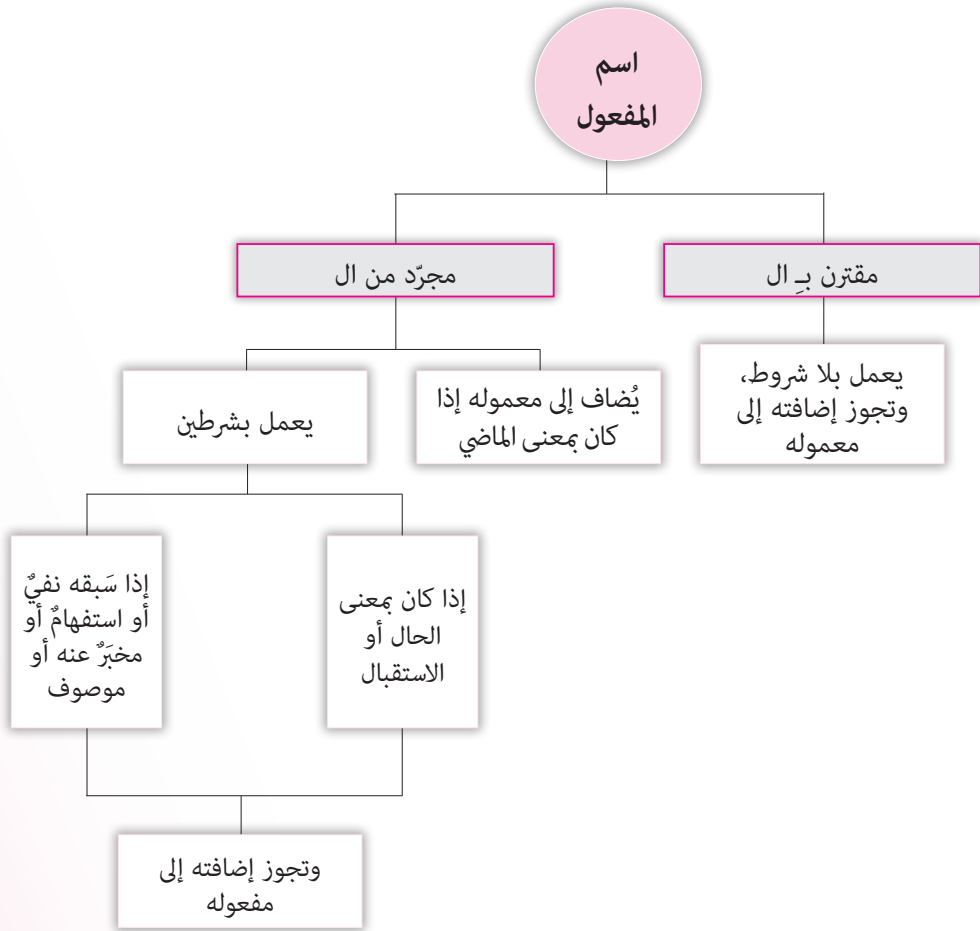 اسم
المفعول
مقترن بـِ ال
مجرّد من ال
يعمل بلا شروط،
وتجوز إضافته إلى
معموله
يُضاف إلى معموله إذا
كان بمعنى الماضي
يعمل بشرطين
إذا كان بمعنى
الحال أو
الاستقبال
إذا سَبقه نفيٌ
أو استفهامٌ أو
مخبَرٌ عنه أو
موصوف
وتجوز إضافته إلى
مفعوله